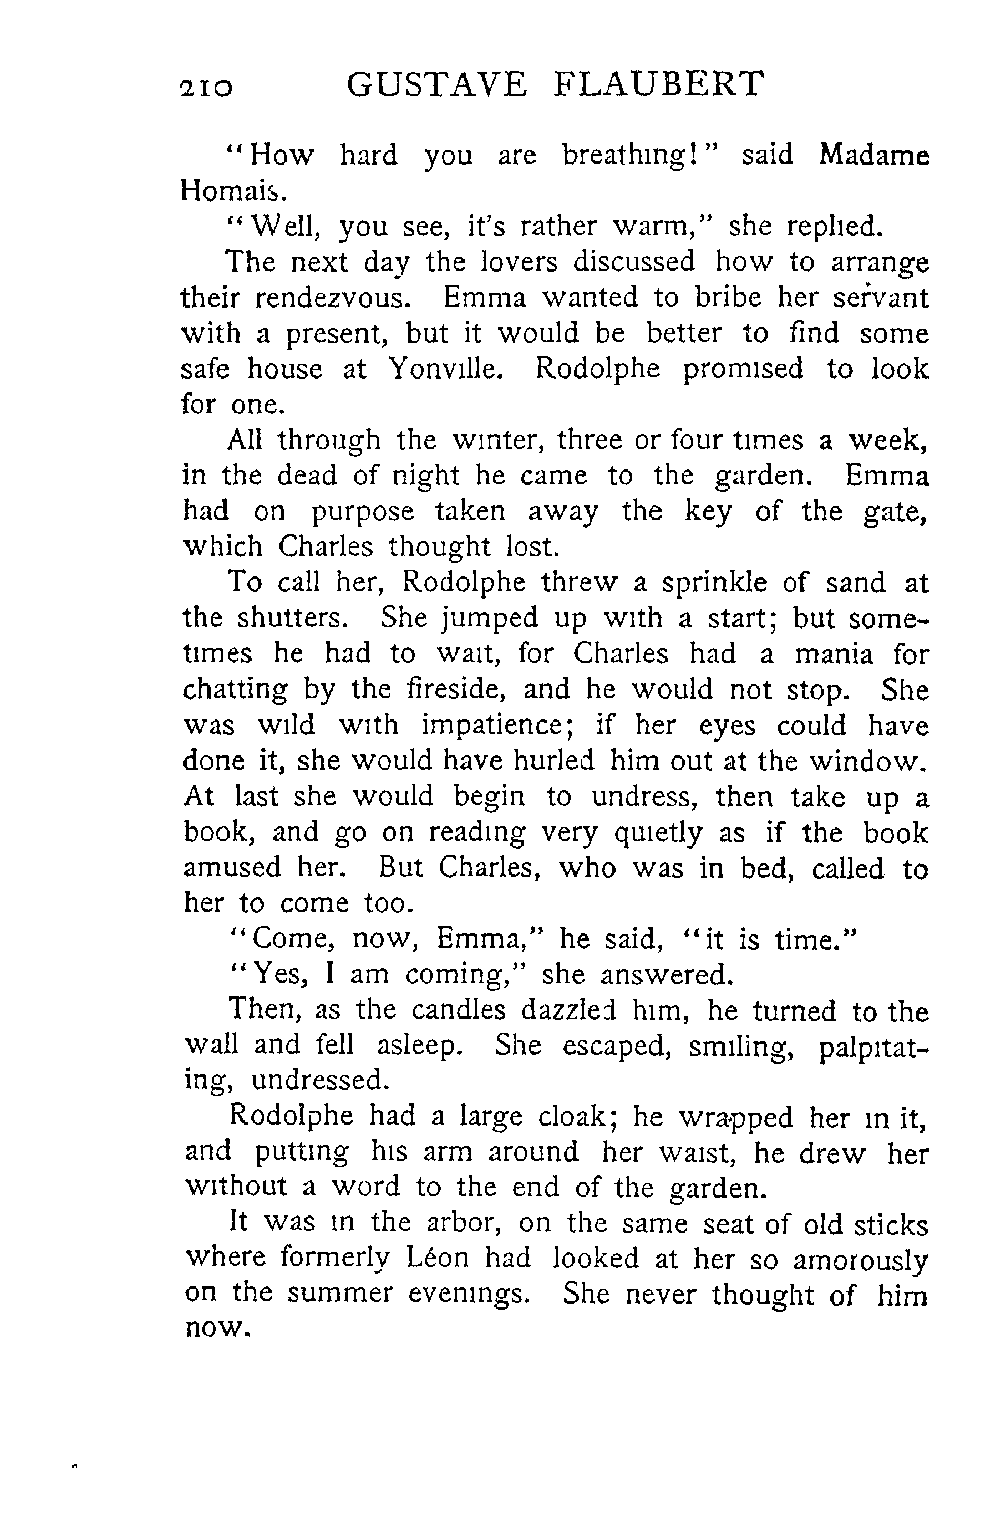 210 GUSTAVE FLAUBERT
"How hard you are breathing!" said Madame
Homais.
"Well, you see, it's rather warm," she replied.
The next day the lovers discussed how to arrange
their rendezvous. Emma wanted to bribe her servant
with a present, but it would be better to find some
safe house at Yonville. Rodolphe promised to look
for one.
All through the winter, three or four times a week,
in the dead of night he came to the garden. Emma
had on purpose taken away the key of the gate,
which Charles thought lost.
To call her, Rodolphe threw a sprinkle of sand at
the shutters. She jumped up with a start; but some-
times he had to wait, for Charles had a mania for
chatting by the fireside, and he would not stop. She
was wild with impatience; if her eyes could have
done it, she would have hurled him out at the window.
At last she would begin to undress, then take up a
book, and go on reading very quietly as if the book
amused her. But Charles, who was in bed, called to
her to come too.
"Come, now, Emma," he said, "it is time."
"Yes, I am coming," she answered.
Then, as the candles dazzled him, he turned to the
wall and fell asleep. She escaped, smiling, palpitat-
ing, undressed.
Rodolphe had a large cloak; he wrapped her in it,
and putting his arm around her waist, he drew her
without a word to the end of the garden.
It was in the arbor, on the same seat of old sticks
where formerly Léon had looked at her so amorously
on the summer evenings. She never thought of him
now.